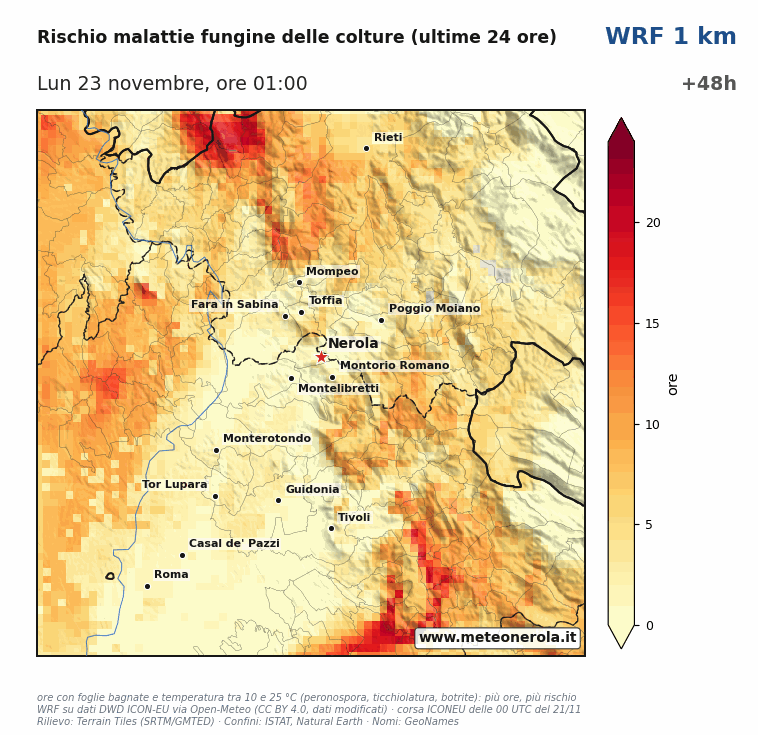 Rischio malattie fungine delle colture (ultime 24 ore)
WRF 1 km
Lun 23 novembre, ore 01:00
+48h
Rieti
Mompeo
Fara in Sabina
Toffia
Poggio Moiano
Nerola
Montorio Romano
Montelibretti
Monterotondo
Tor Lupara
Guidonia
Tivoli
Casal de' Pazzi
Roma
www.meteonerola.it
20
15
10
5
0
ore
ore con foglie bagnate e temperatura tra 10 e 25 °C (peronospora, ticchiolatura, botrite): più ore, più rischio
WRF su dati DWD ICON-EU via Open-Meteo (CC BY 4.0, dati modificati) · corsa ICONEU delle 00 UTC del 21/11
Rilievo: Terrain Tiles (SRTM/GMTED) · Confini: ISTAT, Natural Earth · Nomi: GeoNames